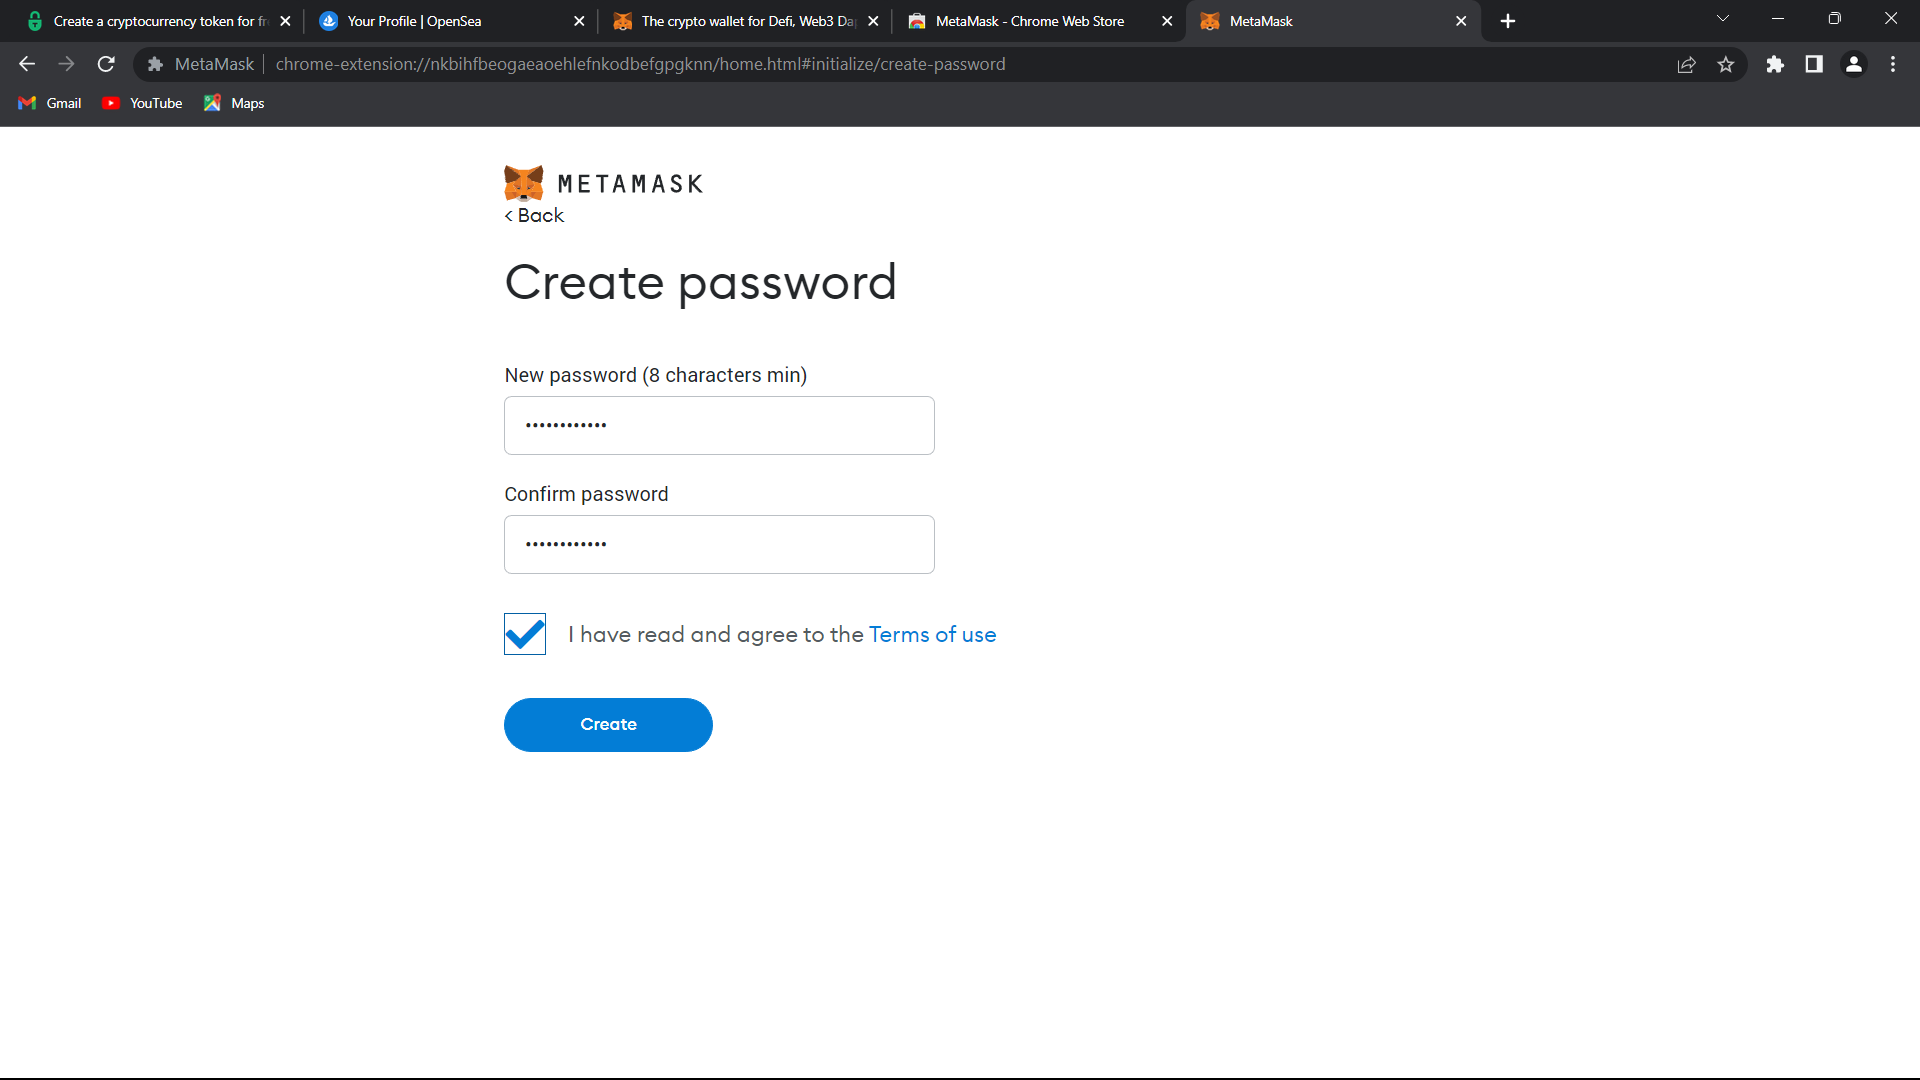 Create a cryptocurrency token for fr
Your Profile | OpenSea
The crypto wallet for Defi, Web3 Da
MetaMask - Chrome Web Store
MetaMask
MetaMask
chrome-extension://nkbihfbeogaeaoehlefnkodbefgpgknn/home.html#initialize/create-password
Gmail
YouTube
Maps
METAMASK
< Back
Create password
New password (8 characters min)
••••••••••••
Confirm password
••••••••••••
I have read and agree to the Terms of use
Create